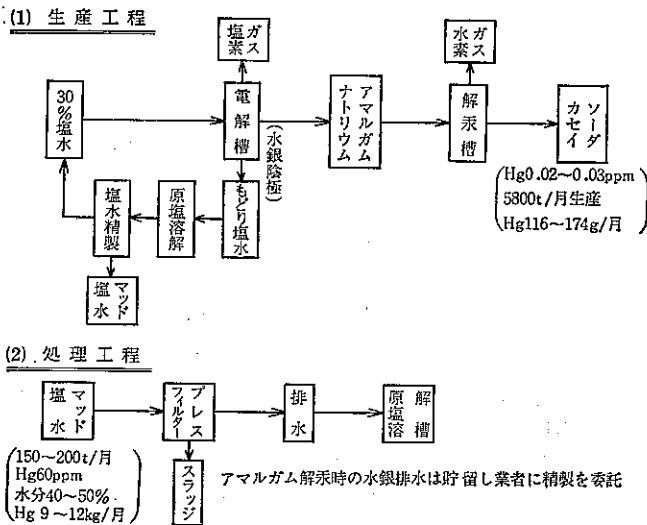 (1) 生産工程
塩素ガス
水素ガス
30%塩水
電解槽
(水銀陰極)
アマルガムナトリウム
解汞槽
カセイソーダ
Hg0.02～0.03ppm
5800t/月生産
Hg116～174g/月
もどり塩水
原塩溶解
塩水精製
塩水マッド
(2) 処理工程
塩水マッド
フィルタープレス
排水
原塩溶解槽
150～200t/月
Hg60ppm
水分40～50%
Hg 9～12kg/月
スラッジ
アマルガム解汞時の水銀排水は貯留し業者に精製を委託